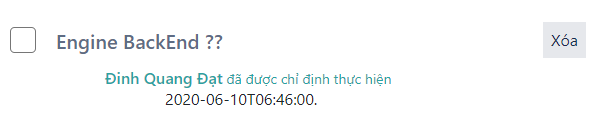 Engine BackEnd ??
Xóa
Đinh Quang Đạt đã được chỉ định thực hiện
2020-06-10T06:46:00.